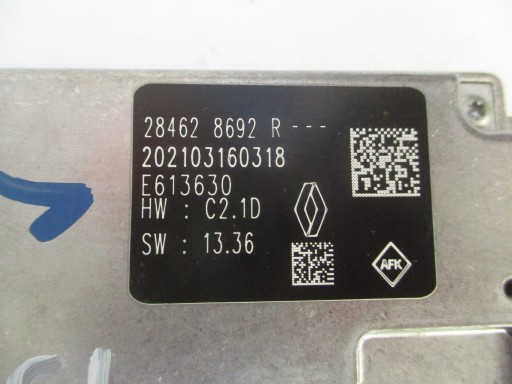 28462 8692 R ---
202103160318
E613630
HW : C2.1D
SW : 13.36
AFK